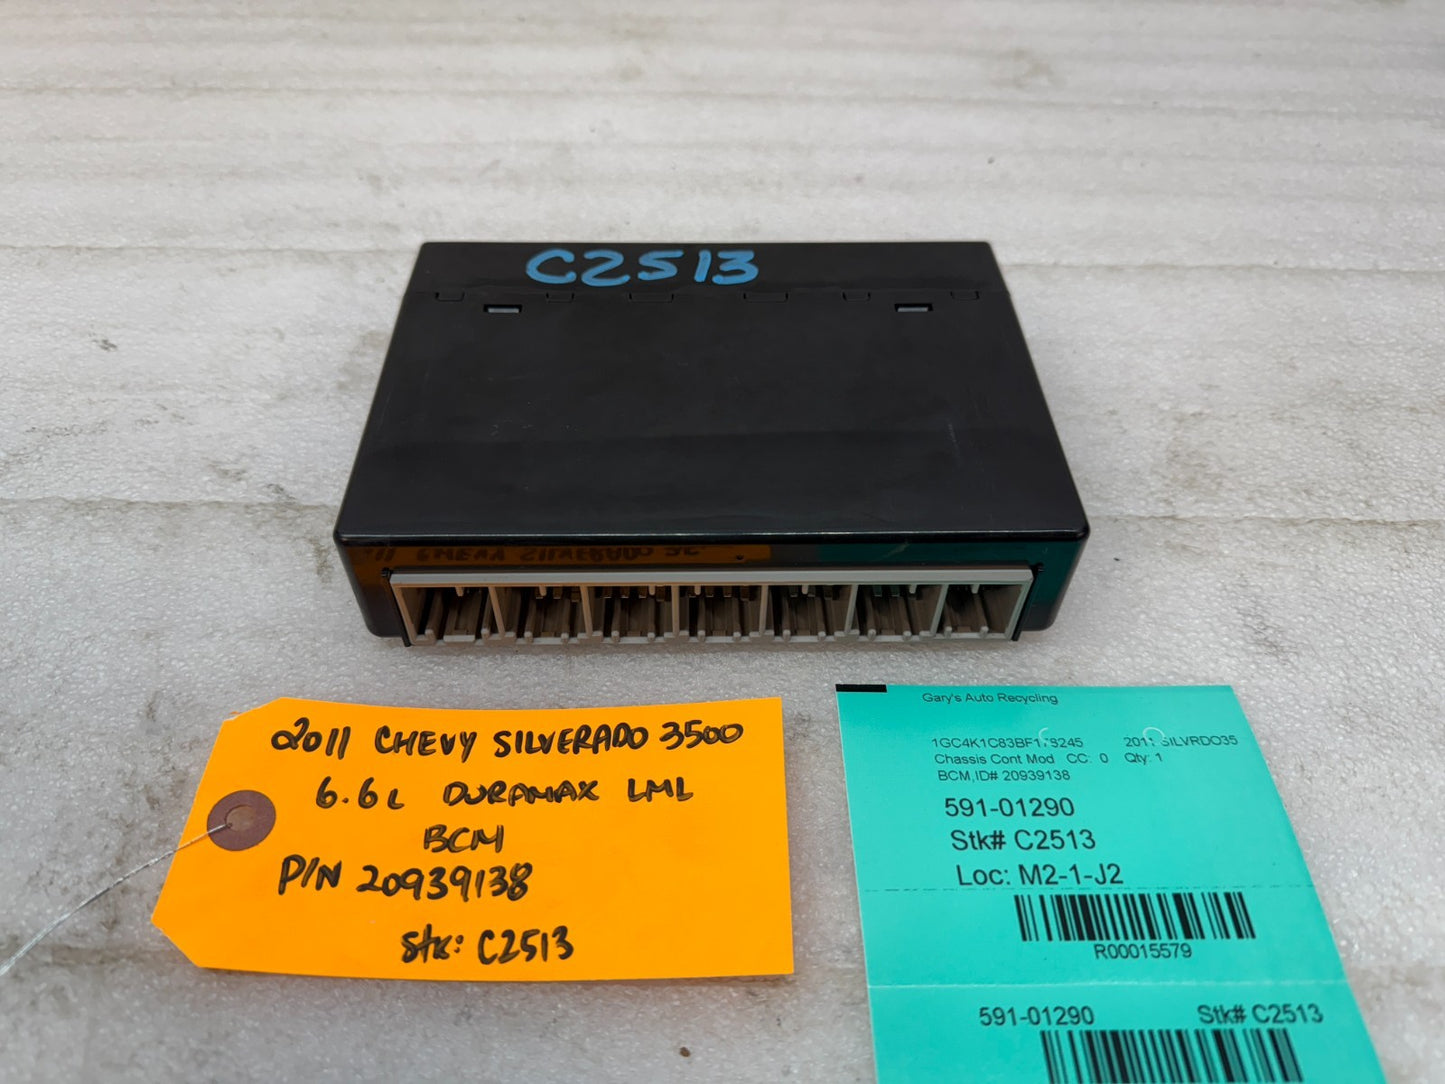 C2513
2011 CHEVY SILVERADO 3500
6.6L DURAMAX LML
BCM
P/N 20939138
Stk: C2513
Gary's Auto Recycling
2011 SILVRDO35
Chassis Cont Mod CC: 0 Qty: 1
BCM,ID# 20939138
591-01290
Stk# C2513
Loc: M2-1-J2
R00015579
591-01290 Stk# C2513